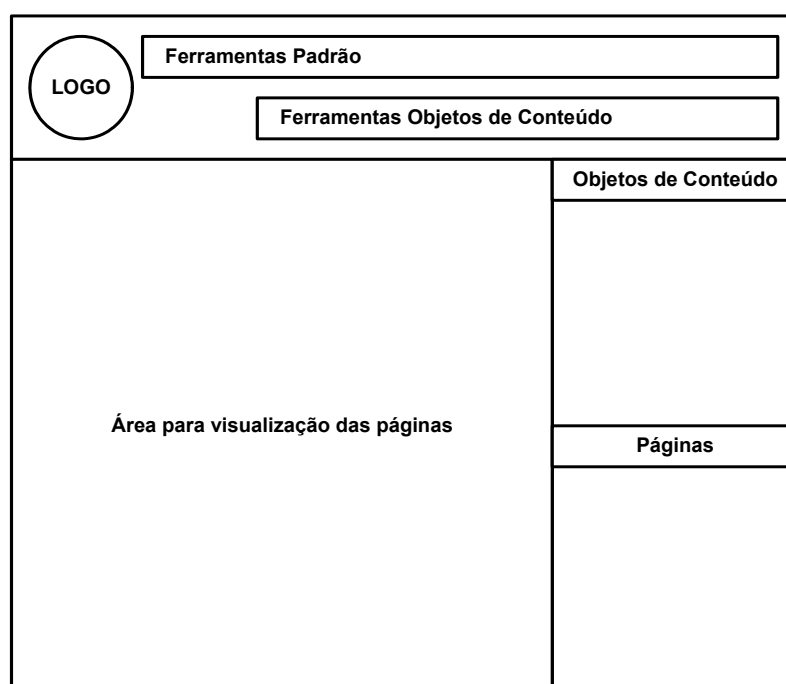 Ferramentas Padrão
LOGO
Ferramentas Objetos de Conteúdo
Objetos de Conteúdo
Área para visualização das páginas
Páginas